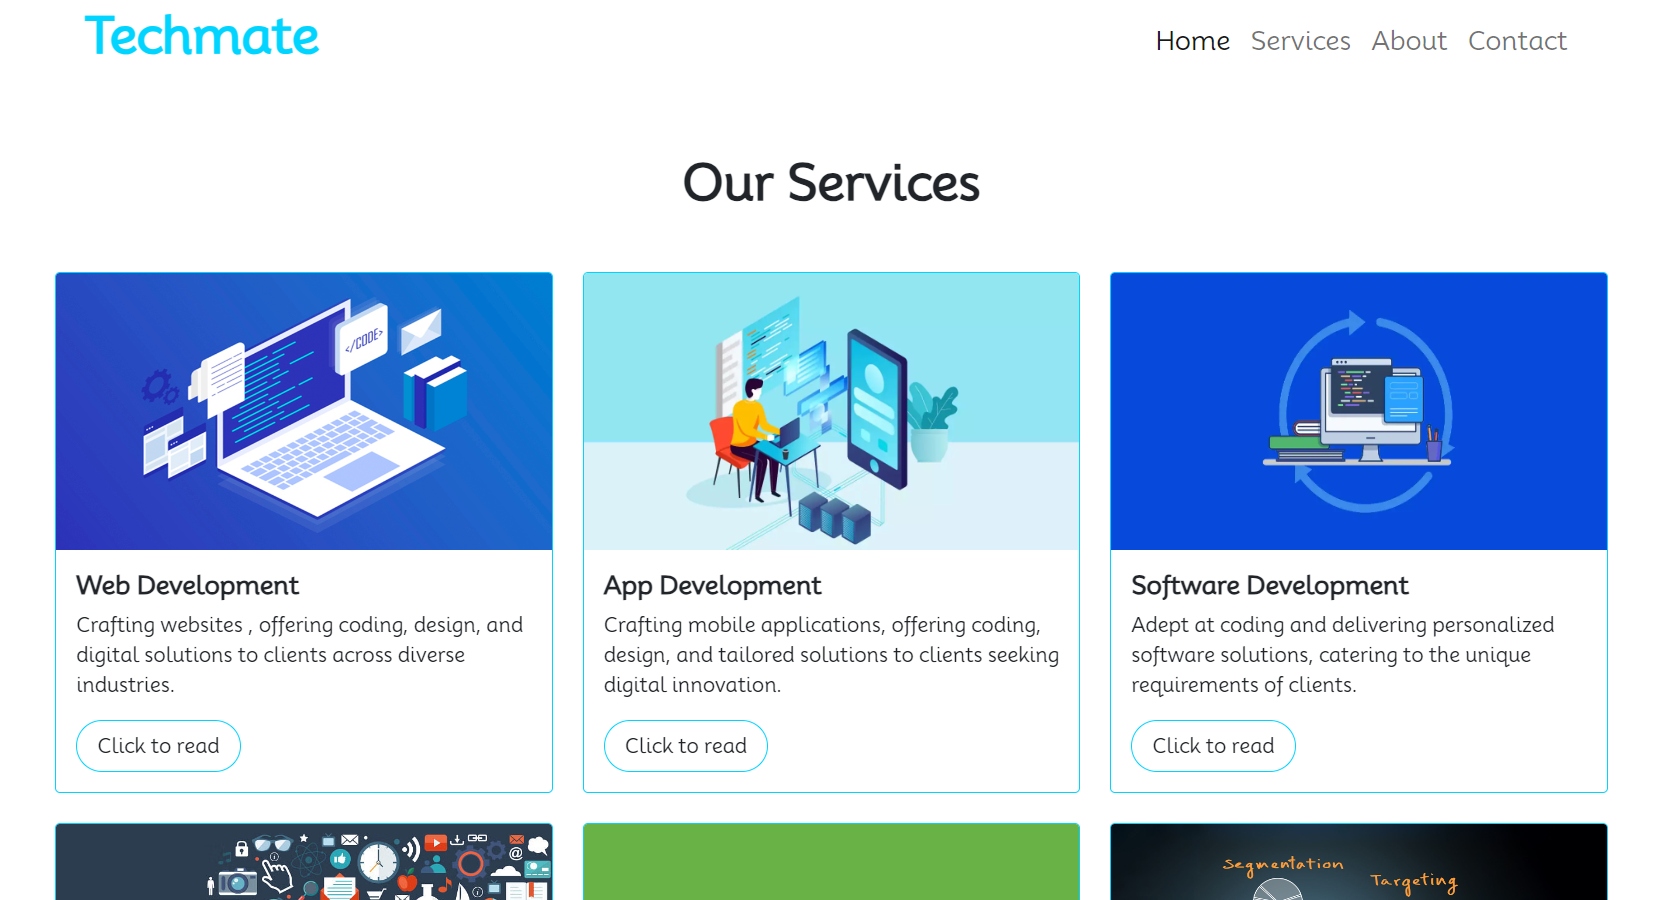 Techmate
Home Services About Contact
Our Services
</CODE>
Web Development
Crafting websites , offering coding, design, and
digital solutions to clients across diverse
industries.
Click to read
App Development
Crafting mobile applications, offering coding,
design, and tailored solutions to clients seeking
digital innovation.
Click to read
Software Development
Adept at coding and delivering personalized
software solutions, catering to the unique
requirements of clients.
Click to read
@
Segmentation
Targeting